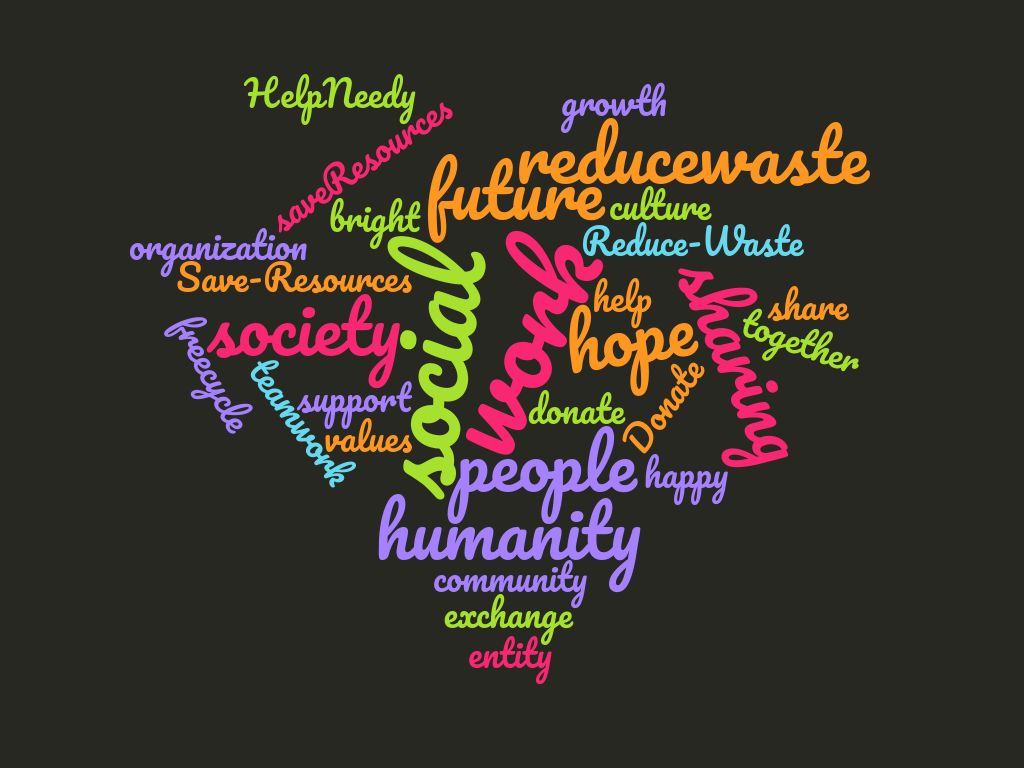 HelpNeedy
growth
saveResources
reducewaste
future
bright
culture
organization
Reduce-Waste
Save-Resources
social
work
help
sharing
share
society
hope
together
freecycle
teamwork
support
donate
Donate
values
people
happy
humanity
community
exchange
entity